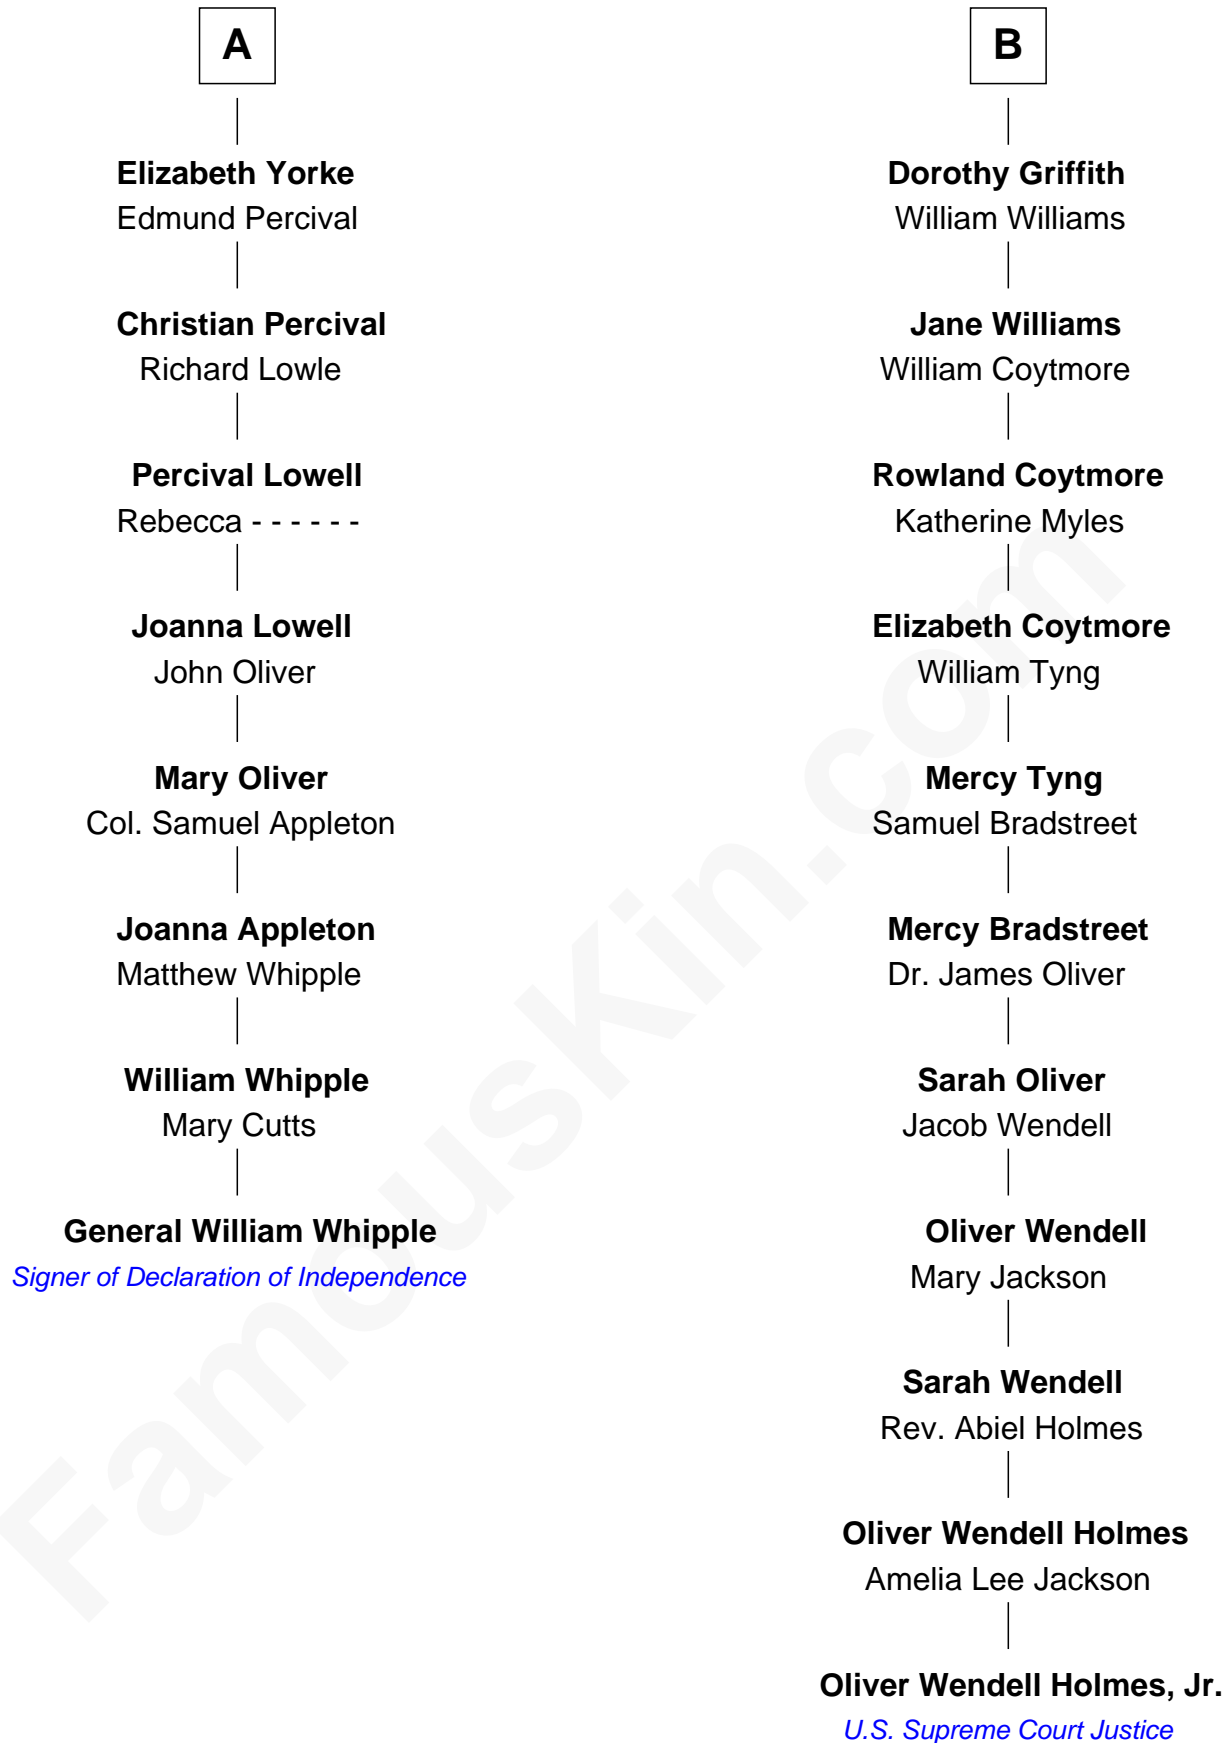 A
Elizabeth Yorke
Edmund Percival
Christian Percival
Richard Lowle
Percival Lowell
Rebecca - - - - - -
Joanna Lowell
John Oliver
Mary Oliver
Col. Samuel Appleton
Joanna Appleton
Matthew Whipple
William Whipple
Mary Cutts
General William Whipple
Signer of Declaration of Independence
B
Dorothy Griffith
William Williams
Jane Williams
William Coytmore
Rowland Coytmore
Katherine Myles
Elizabeth Coytmore
William Tyng
Mercy Tyng
Samuel Bradstreet
Mercy Bradstreet
Dr. James Oliver
Sarah Oliver
Jacob Wendell
Oliver Wendell
Mary Jackson
Sarah Wendell
Rev. Abiel Holmes
Oliver Wendell Holmes
Amelia Lee Jackson
Oliver Wendell Holmes, Jr.
U.S. Supreme Court Justice
FamousKin.com